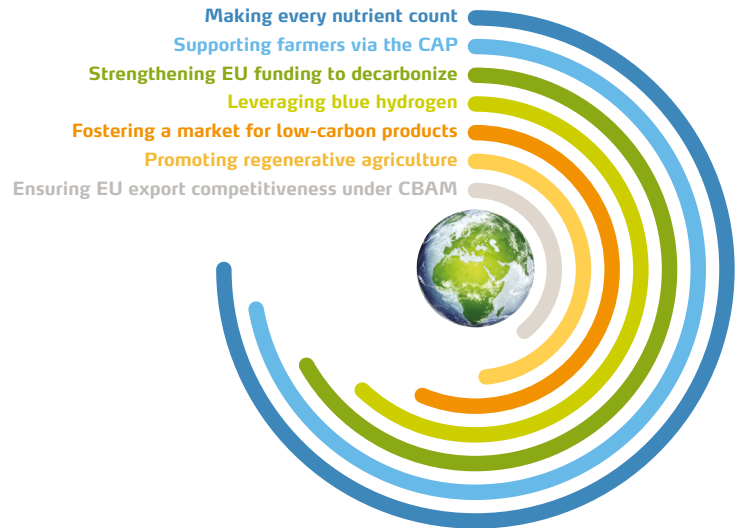 Making every nutrient count
Supporting farmers via the CAP
Strengthening EU funding to decarbonize
Leveraging blue hydrogen
Fostering a market for low-carbon products
Promoting regenerative agriculture
Ensuring EU export competitiveness under CBAM